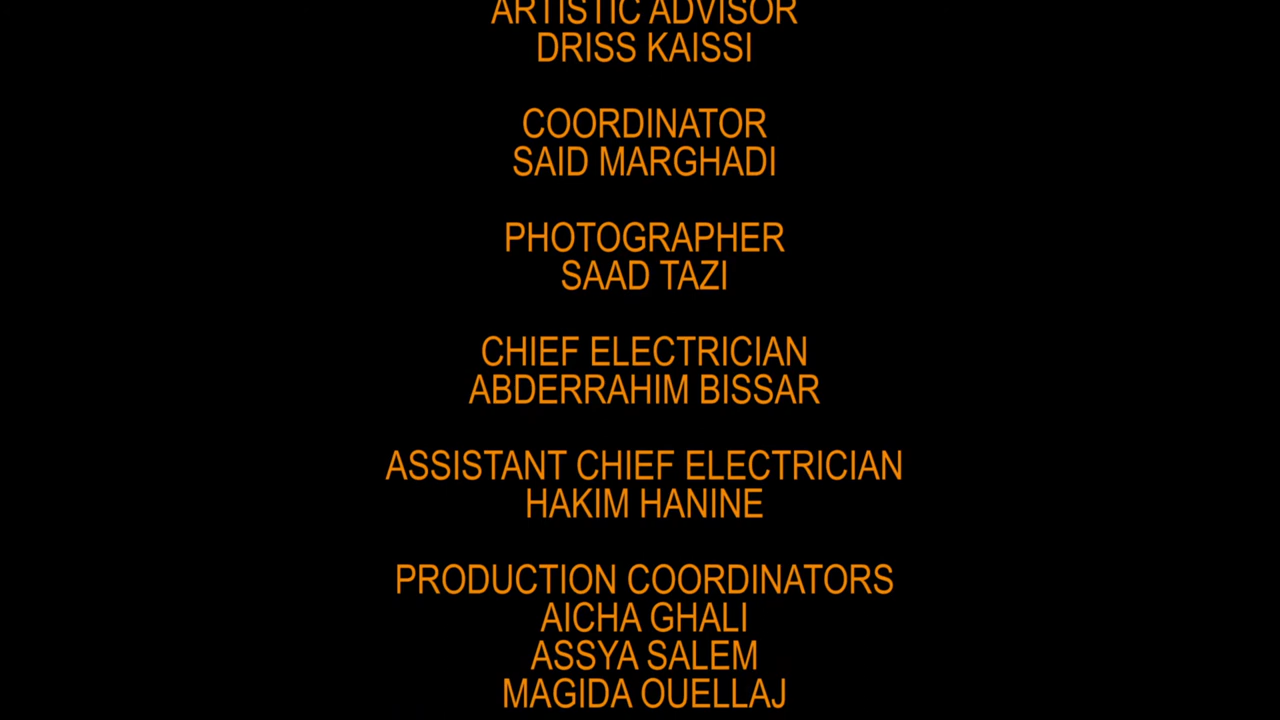 ARTISTIC ADVISOR
DRISS KAISSI
COORDINATOR
SAID MARGHADI
PHOTOGRAPHER
SAAD TAZI
CHIEF ELECTRICIAN
ABDERRAHIM BISSAR
ASSISTANT CHIEF ELECTRICIAN
HAKIM HANINE
PRODUCTION COORDINATORS
AICHA GHALI
ASSYA SALEM
MAGIDA OUELLAJ